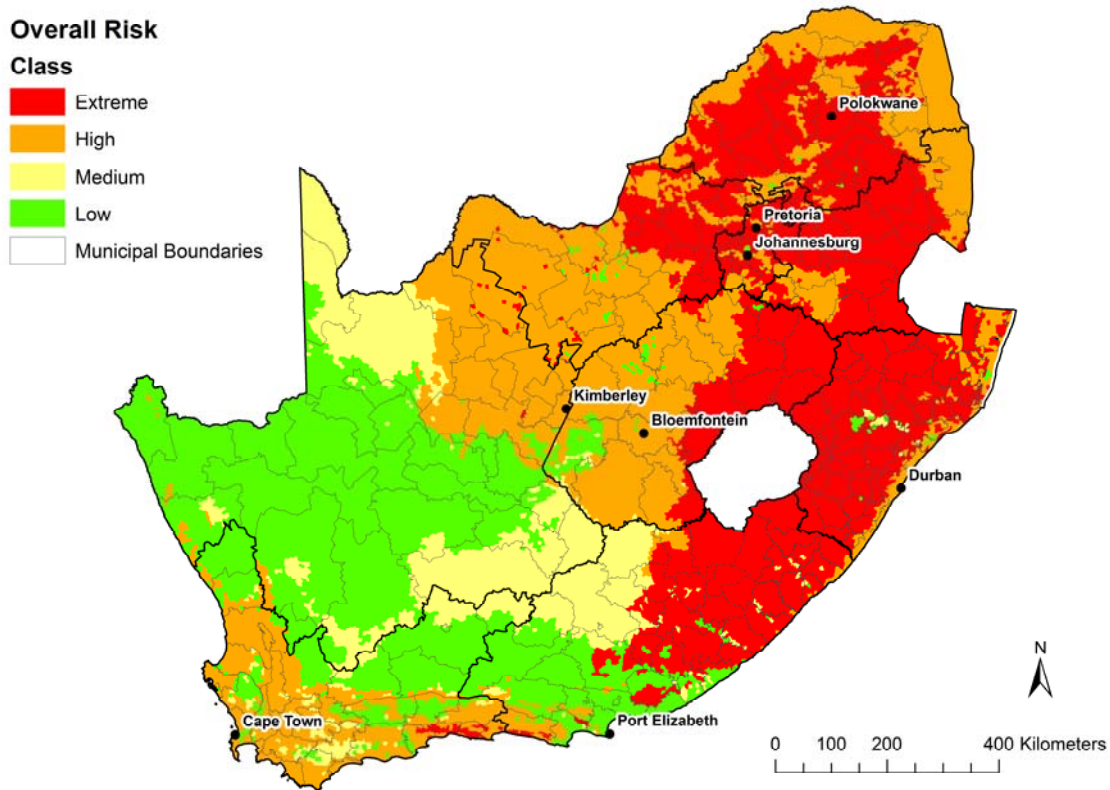 Overall Risk
Class
Extreme
High
Medium
Low
Municipal Boundaries
Polokwane
Pretoria
Johannesburg
Kimberley
Bloemfontein
Durban
Cape Town
Port Elizabeth
N
0 100 200 400 Kilometers